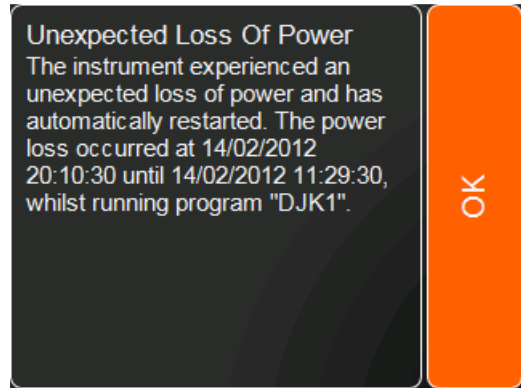 Unexpected Loss Of Power
The instrument experienced an
unexpected loss of power and has
automatically restarted. The power
loss occurred at 14/02/2012
20:10:30 until 14/02/2012 11:29:30,
whilst running program "DJK1".
OK